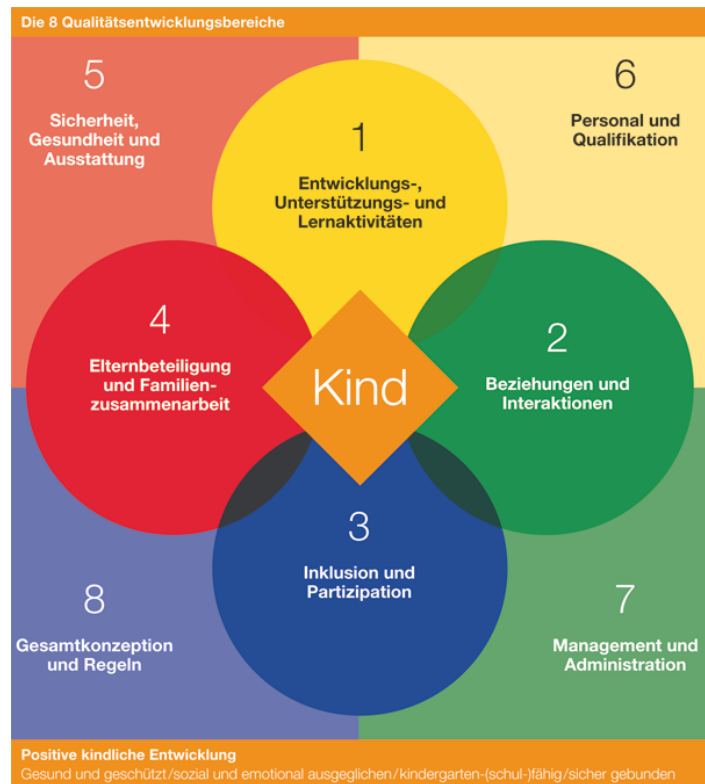 Die 8 Qualitätsentwicklungsbereiche
5
Sicherheit,
Gesundheit und
Ausstattung
1
Entwicklungs-,
Unterstützungs- und
Lernaktivitäten
6
Personal und
Qualifikation
4
Elternbeteiligung
und Familien-
zusammenarbeit
Kind
2
Beziehungen und
Interaktionen
3
Inklusion und
Partizipation
8
Gesamtkonzeption
und Regeln
7
Management und
Administration
Positive kindliche Entwicklung
Gesund und geschützt/sozial und emotional ausgeglichen/kindergarten-(schul-)fähig/sicher gebunden